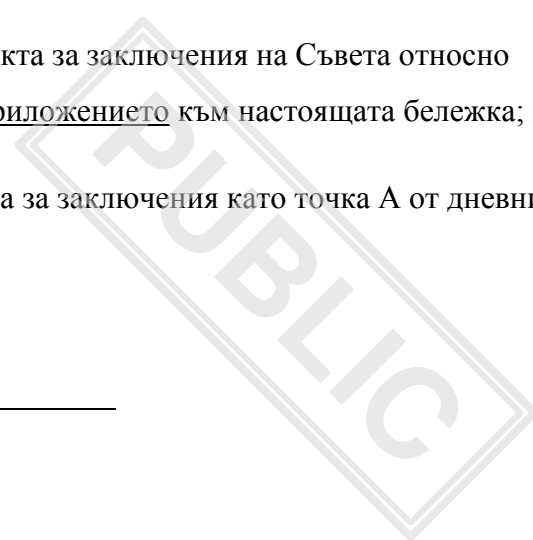 кта за заключения на Съвета относно
риложението към настоящата бележка;
а за заключения като точка А от дневн
PUBLIC